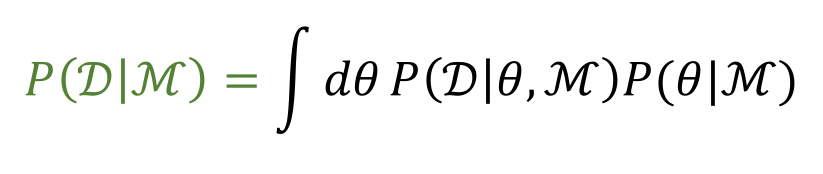 𝑃(𝒟|ℳ) = ∫ 𝑑𝜃 𝑃(𝒟|𝜃, ℳ)𝑃(𝜃|ℳ)